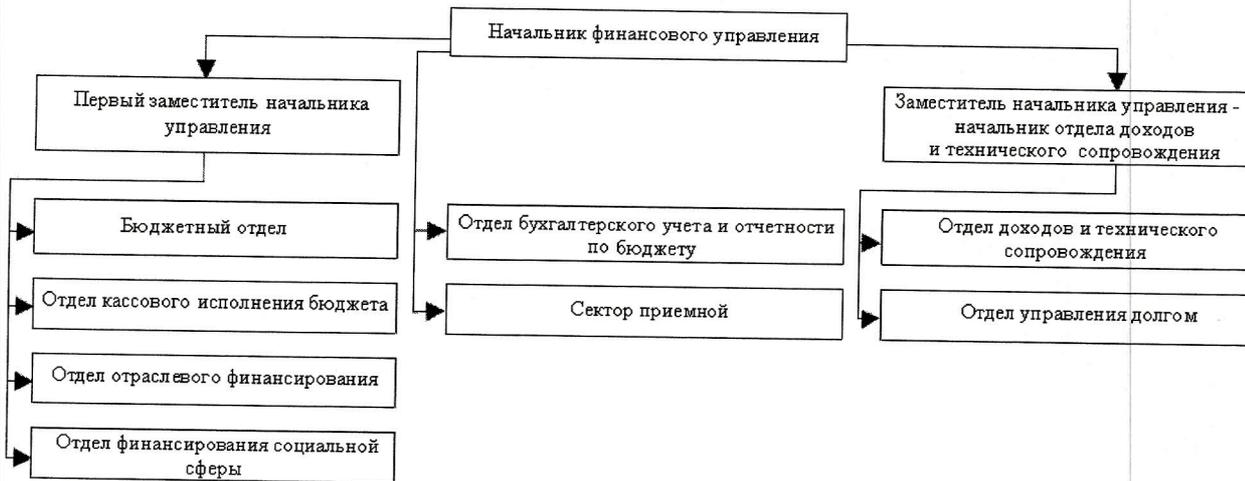 Начальник финансового управления
Первый заместитель начальника
управления
Заместитель начальника управления -
начальник отдела доходов
и технического сопровождения
Бюджетный отдел
Отдел кассового исполнения бюджета
Отдел отраслевого финансирования
Отдел финансирования социальной
сферы
Отдел бухгалтерского учета и отчетности
по бюджету
Сектор приемной
Отдел доходов и технического
сопровождения
Отдел управления долгом